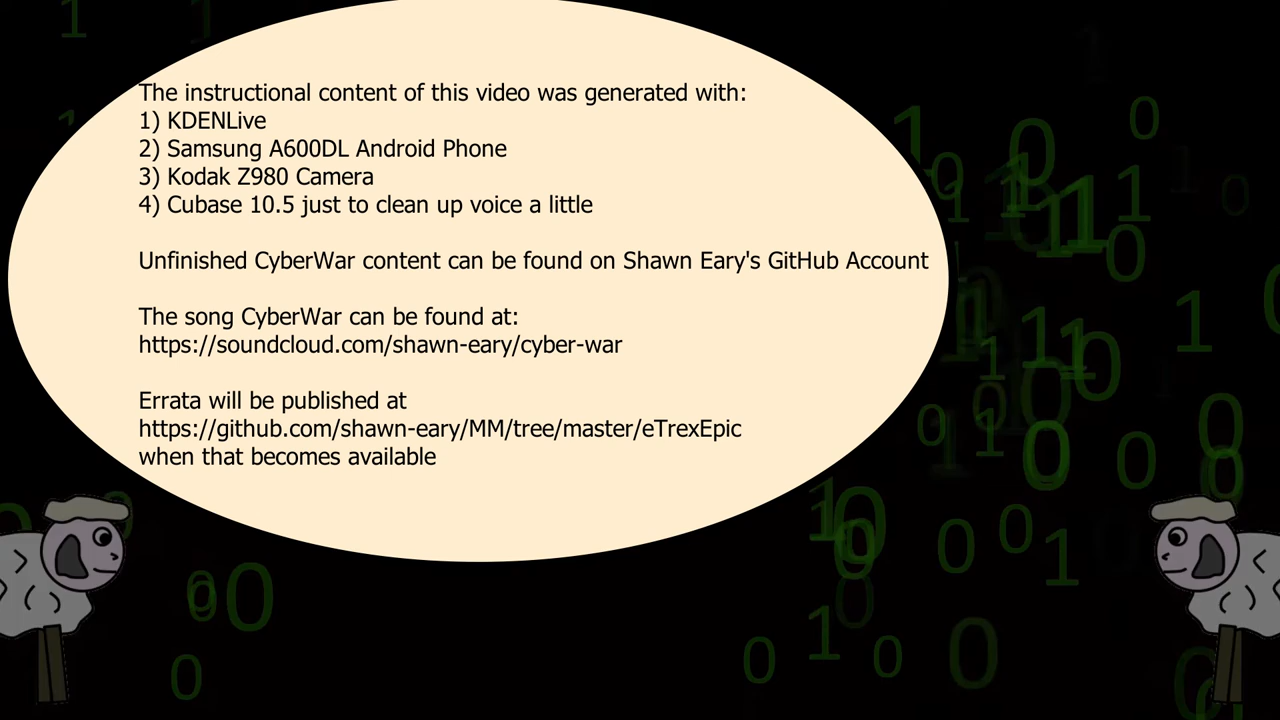 The instructional content of this video was generated with:
1) KDENLive
2) Samsung A600DL Android Phone
3) Kodak Z980 Camera
4) Cubase 10.5 just to clean up voice a little
Unfinished CyberWar content can be found on Shawn Eary's GitHub Account
The song CyberWar can be found at:
https://soundcloud.com/shawn-eary/cyber-war
Errata will be published at
https://github.com/shawn-eary/MM/tree/master/eTrexEpic
when that becomes available